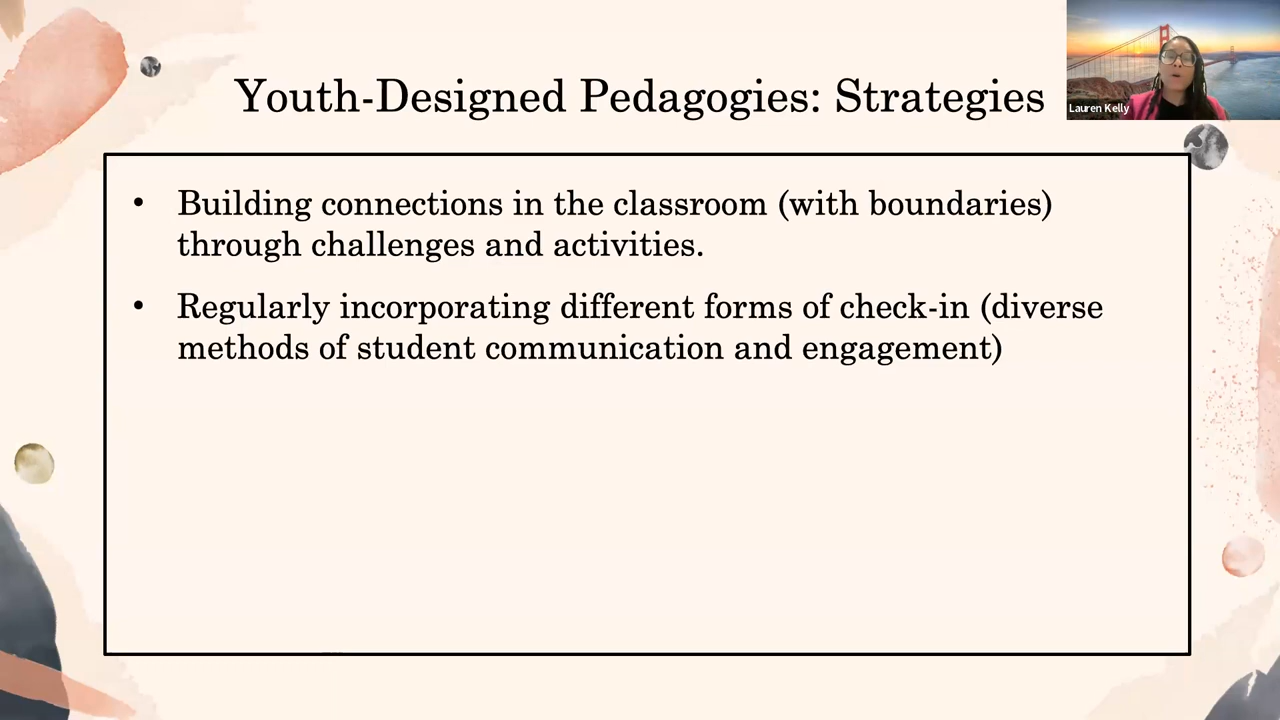 Youth-Designed Pedagogies: Strategies
Lauren Kelly
• Building connections in the classroom (with boundaries)
through challenges and activities.
• Regularly incorporating different forms of check-in (diverse
methods of student communication and engagement)